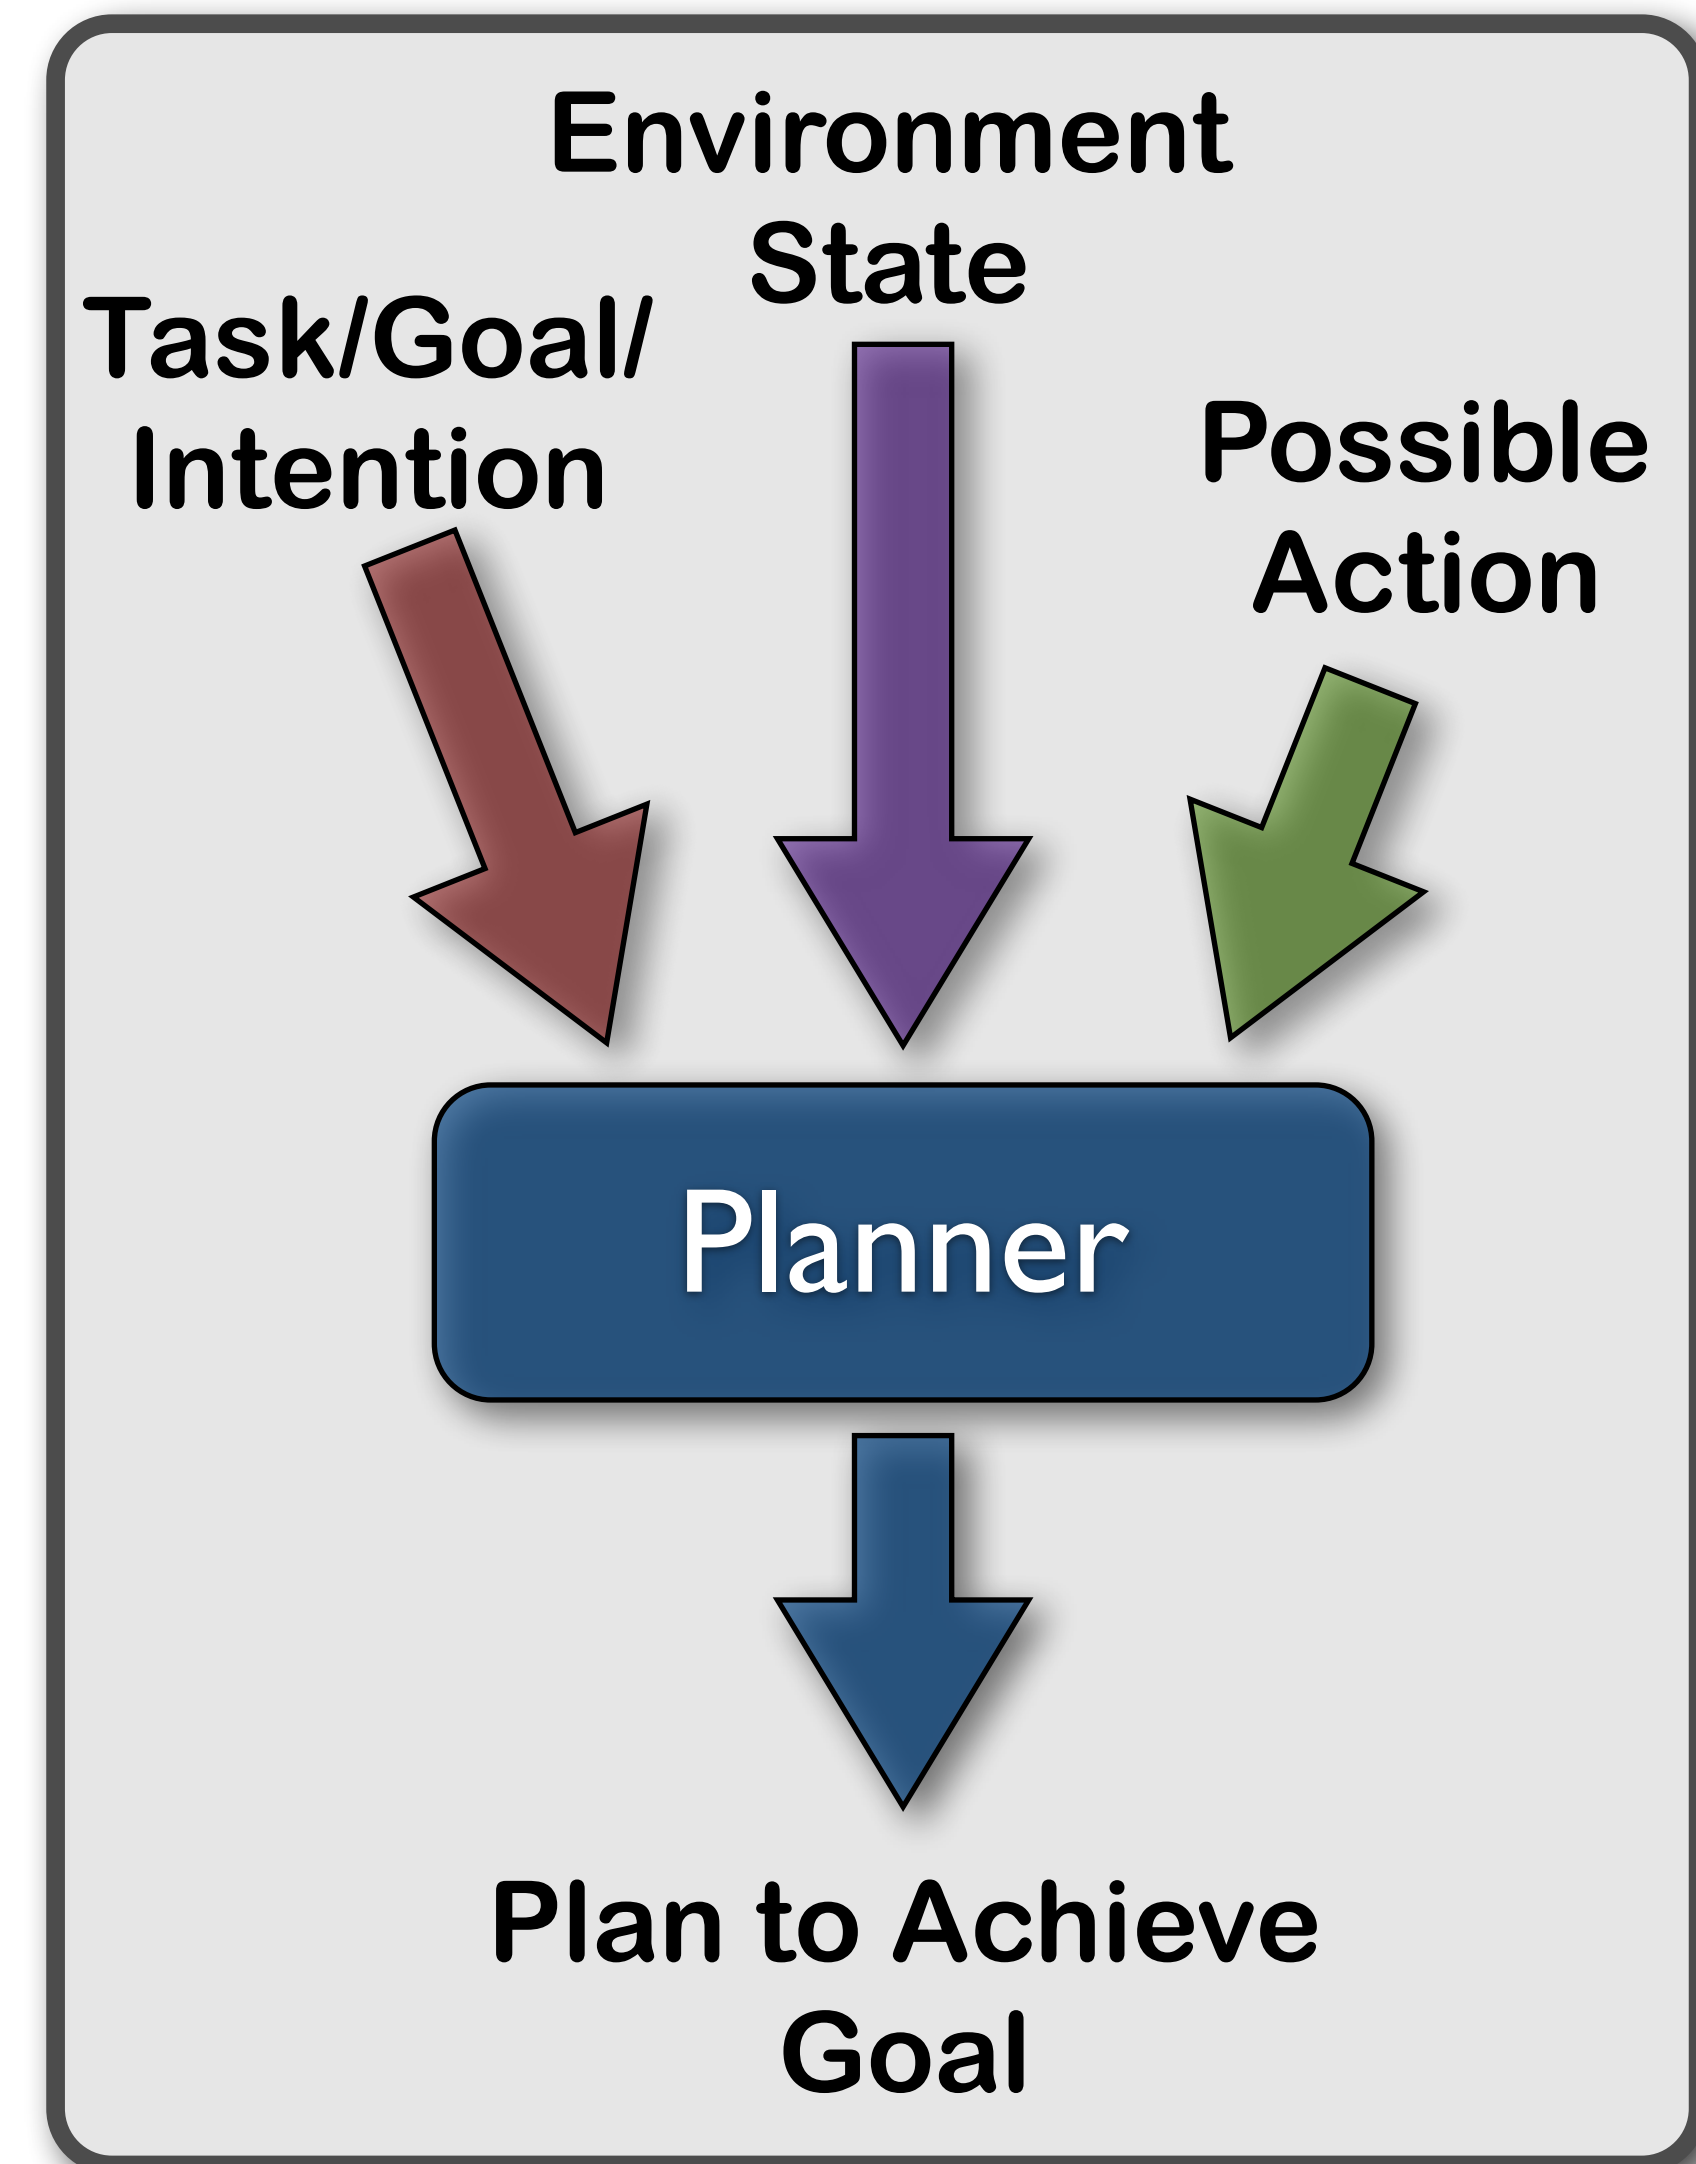 Environment
State
Task/Goal/
Intention
Possible
Action
Planner
Plan to Achieve
Goal